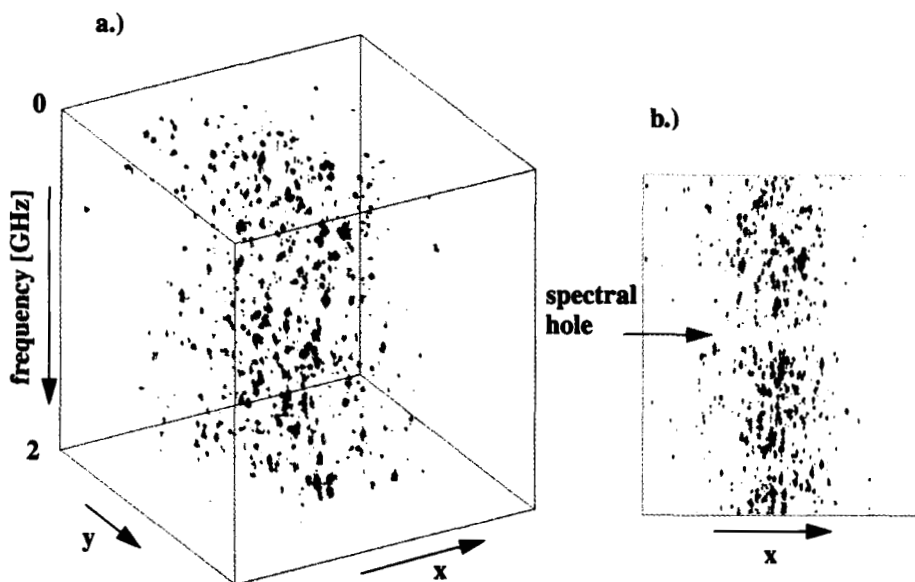 a.)
0
frequency [GHz]
2
y
x
b.)
spectral
hole
x